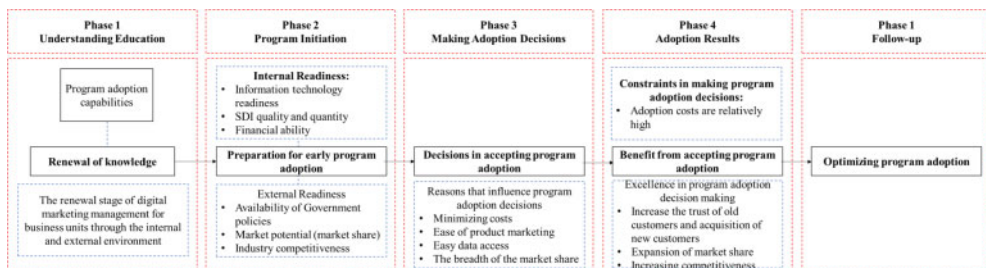 Phase 1
Understanding Education
Phase 2
Program Initiation
Phase 3
Making Adoption Decisions
Phase 4
Adoption Results
Phase 1
Follow-up
Program adoption
capabilities
Renewal of knowledge
The renewal stage of digital
marketing management for
business units through the internal
and external environment
Internal Readiness:
• Information technology
readiness
• SDI quality and quantity
• Financial ability
Preparation for early program
adoption
External Readiness
• Availability of Government
policies
• Market potential (market share)
• Industry competitiveness
Decisions in accepting program
adoption
Reasons that influence program
adoption decisions
• Minimizing costs
• Ease of product marketing
• Easy data access
• The breadth of the market share
Constraints in making program
adoption decisions:
• Adoption costs are relatively
high
Benefit from accepting program
adoption
Excellence in program adoption
decision making
• Increase the trust of old
customers and acquisition of
new customers
• Expansion of market share
• Increasing competitiveness
Optimizing program adoption